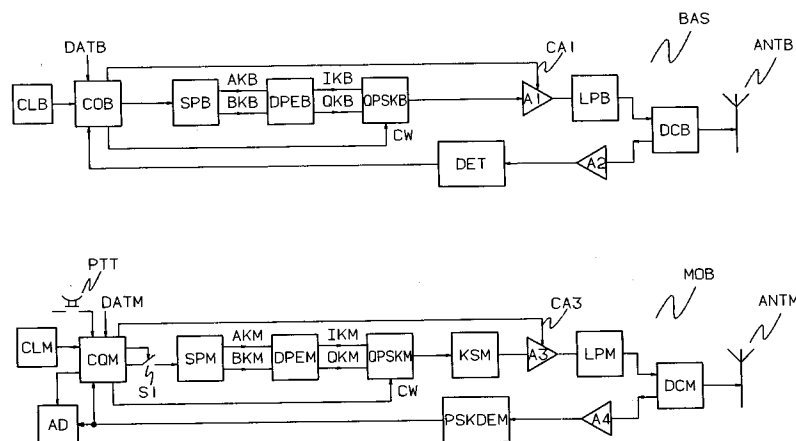 BAS
CA1
ANTB
DATB
AKB
IKB
CLB
COB
SPB
BKB
DPEB
QKB
QPSKB
A1
LPB
CW
DCB
DET
A2
PTT
MOB
DATM
CA3
ANTM
AKM
IKM
CLM
COM
S1
SPM
BKM
DPEM
QKM
QPSKM
KSM
A3
LPM
CW
DCM
AD
PSKDEM
A4